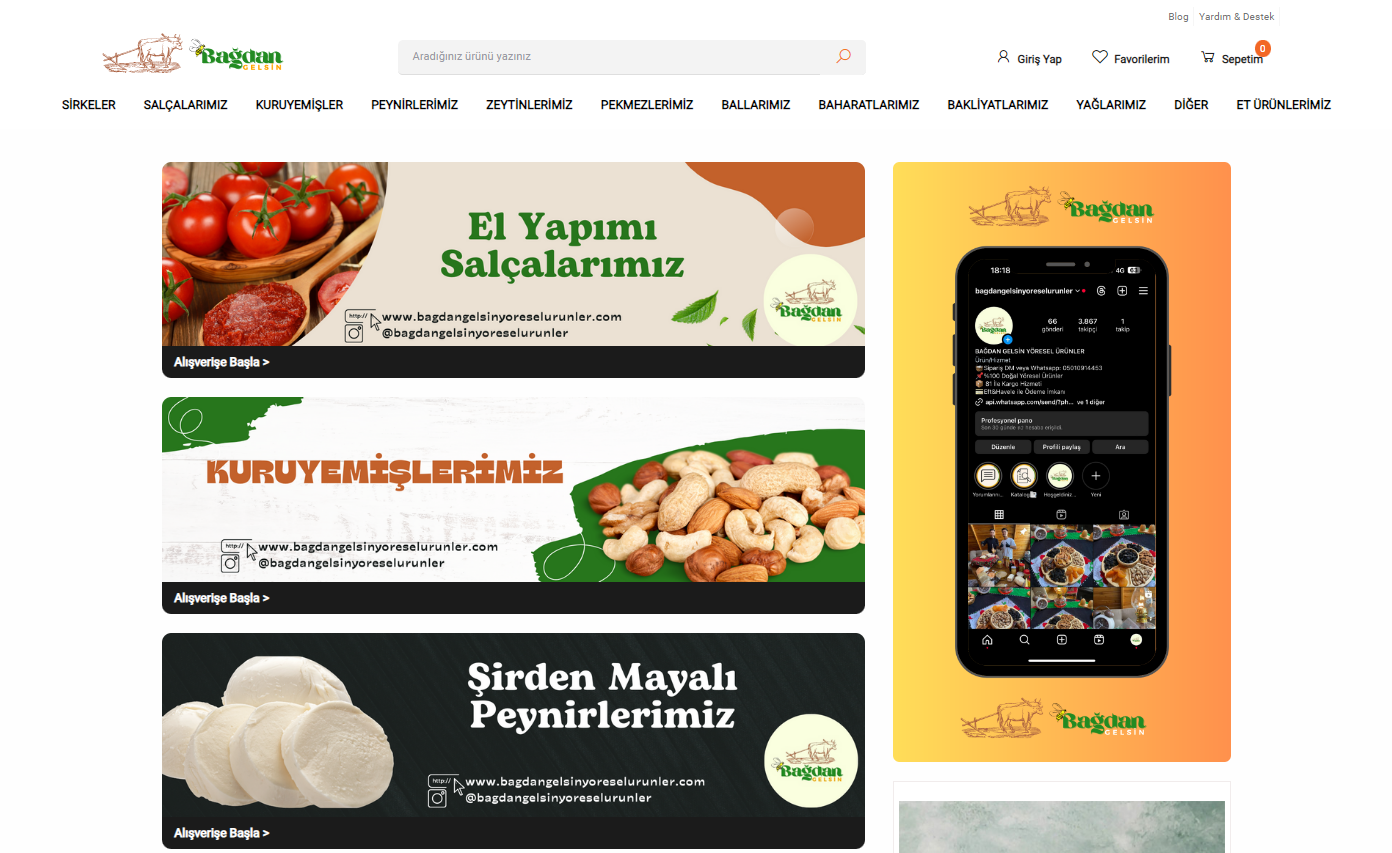 Blog Yardım & Destek
Bağdan
GELSİN
Aradığınız ürünü yazınız
Giriş Yap
Favorilerim
Sepetim
0
SİRKELER SALÇALARIMIZ KURUYEMİŞLER PEYNİRLERİMİZ ZEYTİNLERİMİZ PEKMEZLERİMİZ BALLARIMIZ BAHARATLARIMIZ BAKLİYATLARIMIZ YAĞLARIMIZ DİĞER ET ÜRÜNLERİMİZ
El Yapımı
Salçalarımız
http://
www.bagdangelsinyoreselurunler.com
@bagdangelsinyoreselurunler
Bağdan
GELSİN
Alışverişe Başla >
KURUYEMİŞLERİMİZ
http://
www.bagdangelsinyoreselurunler.com
@bagdangelsinyoreselurunler
Alışverişe Başla >
Şirden Mayalı
Peynirlerimiz
http://
www.bagdangelsinyoreselurunler.com
@bagdangelsinyoreselurunler
Bağdan
GELSİN
Alışverişe Başla >
Bağdan
GELSİN
18:18 4G
bagdangelsinyoreselurunler
66 3.867 1
gönderi takipçi takip
Bağdan
BAĞDAN GELSİN YÖRESEL ÜRÜNLER
Ürün/Hizmet
Sipariş DM veya Whatsapp: 05010914453
%100 Doğal Yöresel Ürünler
81 İle Kargo Hizmeti
Eft&Havele ile Ödeme İmkanı
api.whatsapp.com/send/?ph... ve 1 diğer
Profesyonel pano
Son 30 günde
hesaba erişildi.
Düzenle Profili paylaş Ara
Yorumlarını... Katalog Hoşgeldiniz... Yeni
Bağdan
GELSİN